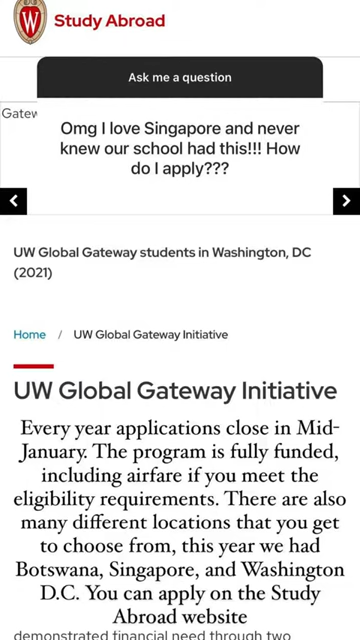 Study Abroad
Ask me a question
Gatew
Omg I love Singapore and never
knew our school had this!!! How
do I apply???
UW Global Gateway students in Washington, DC
(2021)
Home / UW Global Gateway Initiative
UW Global Gateway Initiative
Every year applications close in Mid-
January. The program is fully funded,
including airfare if you meet the
eligibility requirements. There are also
many different locations that you get
to choose from, this year we had
Botswana, Singapore, and Washington
D.C. You can apply on the Study
Abroad website
demonstrated financial need through two